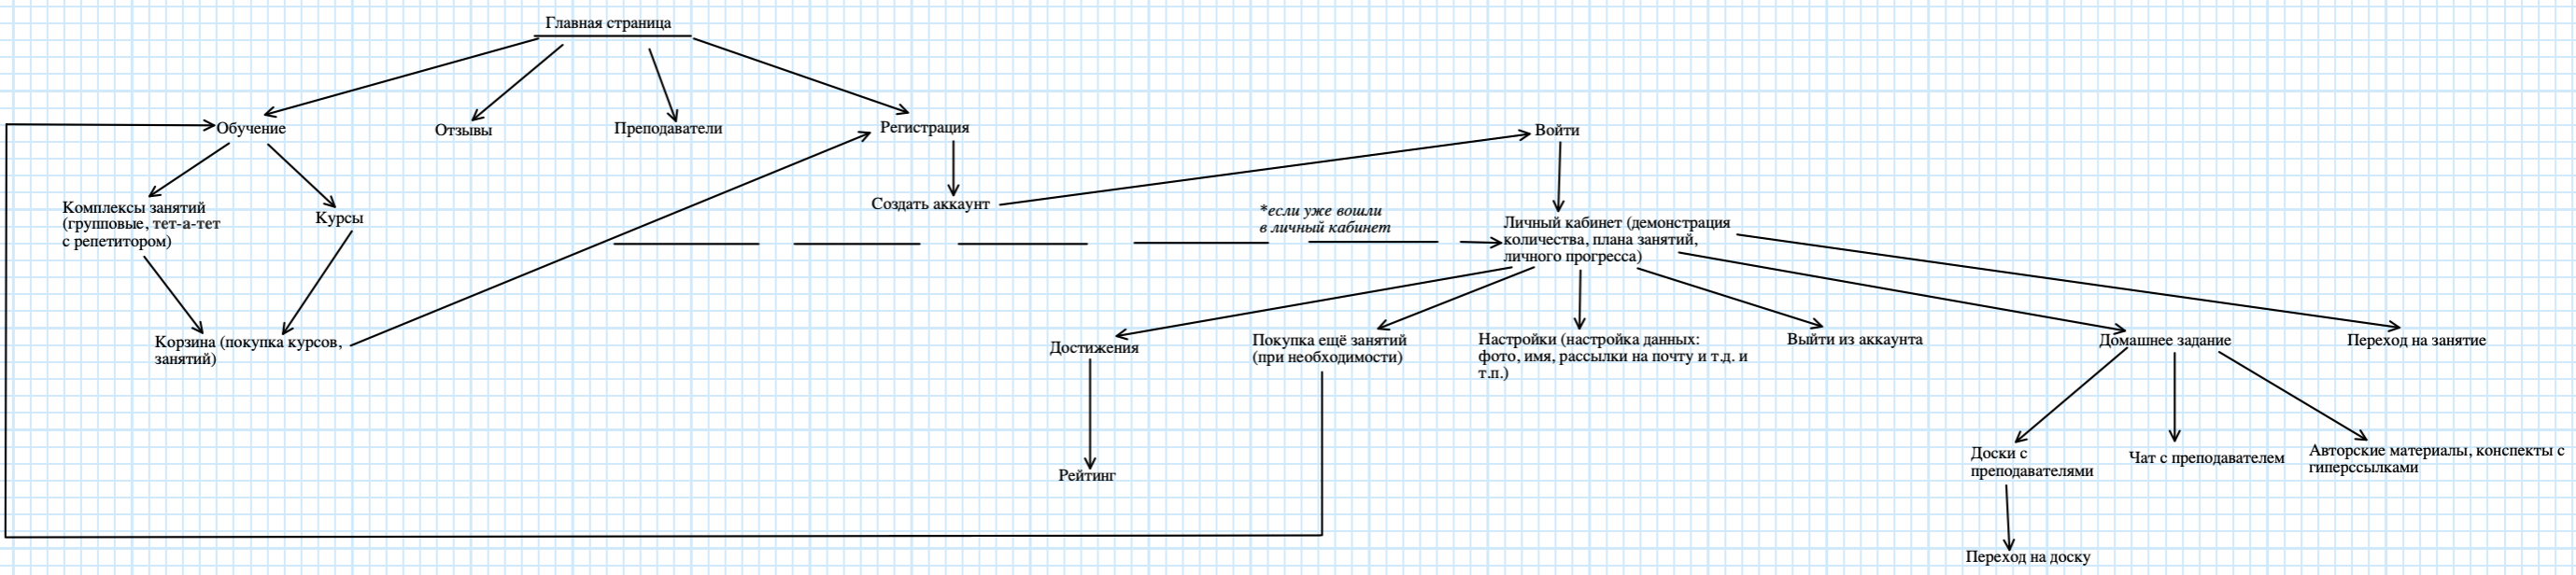 Главная страница
Обучение
Отзывы
Преподаватели
Регистрация
Войти
Комплексы занятий
(групповые, тет-а-тет
с репетитором)
Курсы
Создать аккаунт
*если уже вошли
в личный кабинет
Личный кабинет (демонстрация
количества, плана занятий,
личного прогресса)
Корзина (покупка курсов,
занятий)
Достижения
Покупка ещё занятий
(при необходимости)
Настройки (настройка данных:
фото, имя, рассылки на почту и т.д. и
т.п.)
Выйти из аккаунта
Домашнее задание
Переход на занятие
Рейтинг
Доски с
преподавателями
Чат с преподавателем
Авторские материалы, конспекты с
гиперссылками
Переход на доску